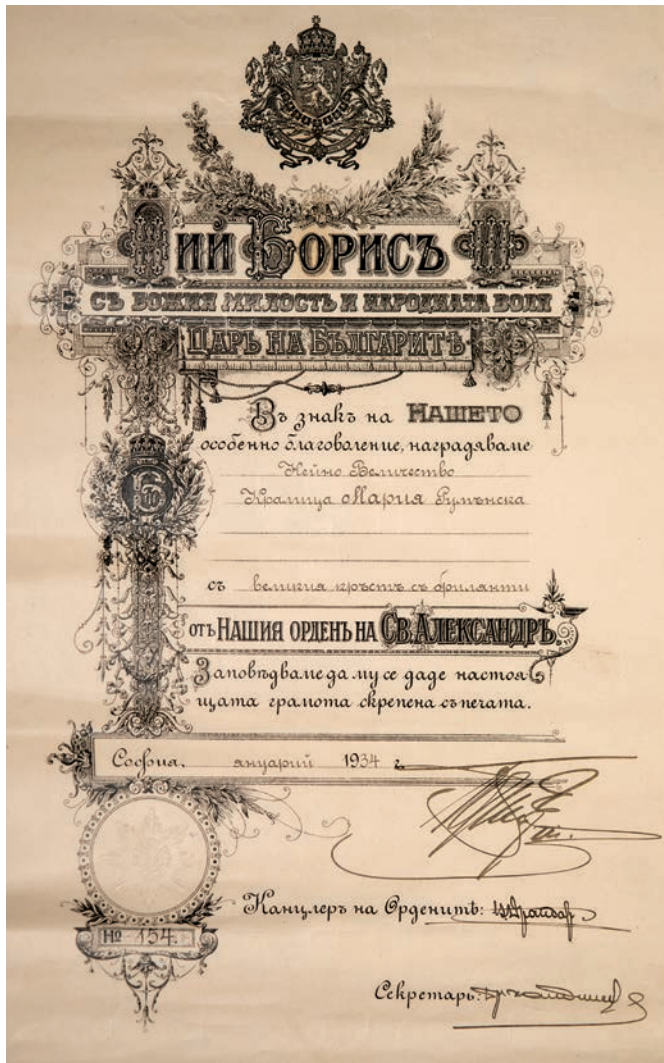 НИЙ БОРИСЪ III
СЪ БОЖИЯ МИЛОСТЬ И НАРОДНАТА ВОЛЯ
ЦАРЬ НА БЪЛГАРИТѢ
Въ знакъ на НАШЕТО
особенно благоволение, награждаваме
Нейно Величество
Кралица Мария Румънска
съ великия кръстъ съ брилянти
отъ НАШИЯ ОРДЕНЪ НА СВ. АЛЕКСАНДРЪ.
Заповѣдваме да му се даде настоя
щата грамота скрепена съ печата.
София. януарий 1934 г.
Канцлеръ на Орденитѣ:
№ 154.
Секретарь: